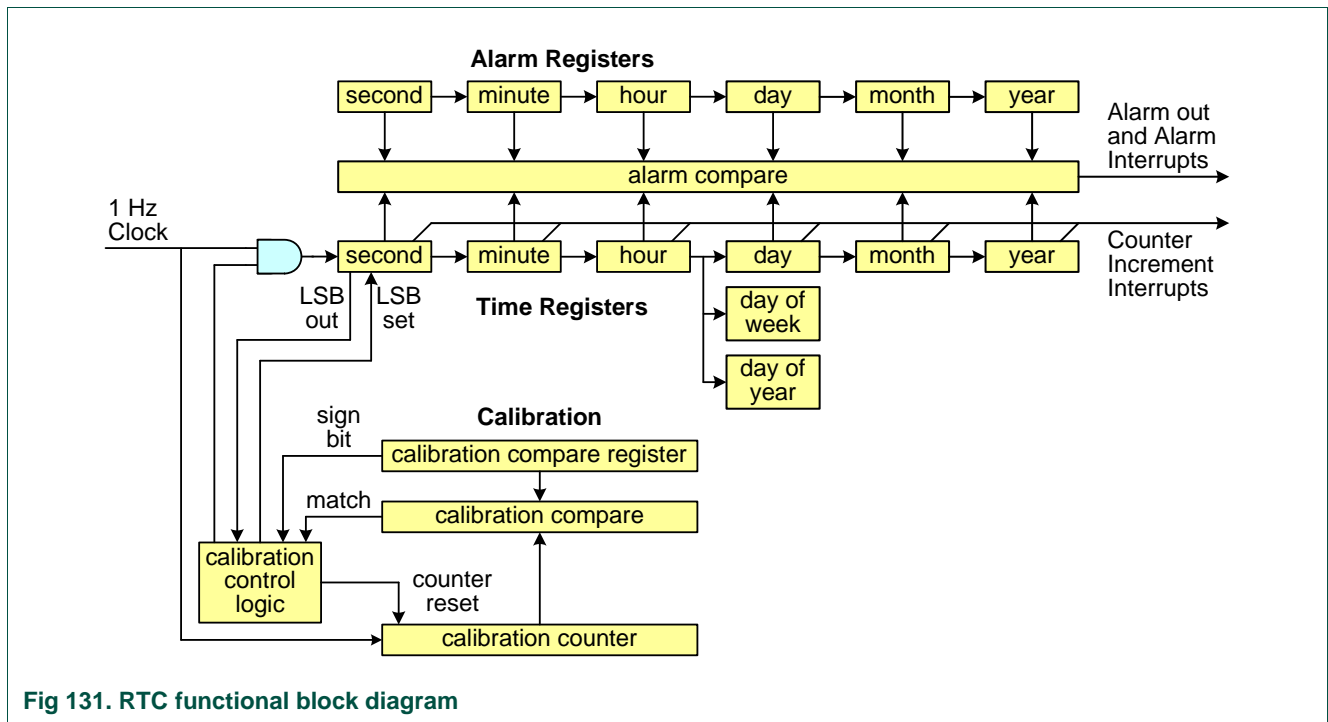 Alarm Registers
second
minute
hour
day
month
year
Alarm out
and Alarm
Interrupts
alarm compare
1 Hz
Clock
second
minute
hour
day
month
year
Counter
Increment
Interrupts
LSB
out
LSB
set
Time Registers
day of
week
day of
year
Calibration
sign
bit
calibration compare register
match
calibration compare
calibration
control
logic
counter
reset
calibration counter
Fig 131. RTC functional block diagram